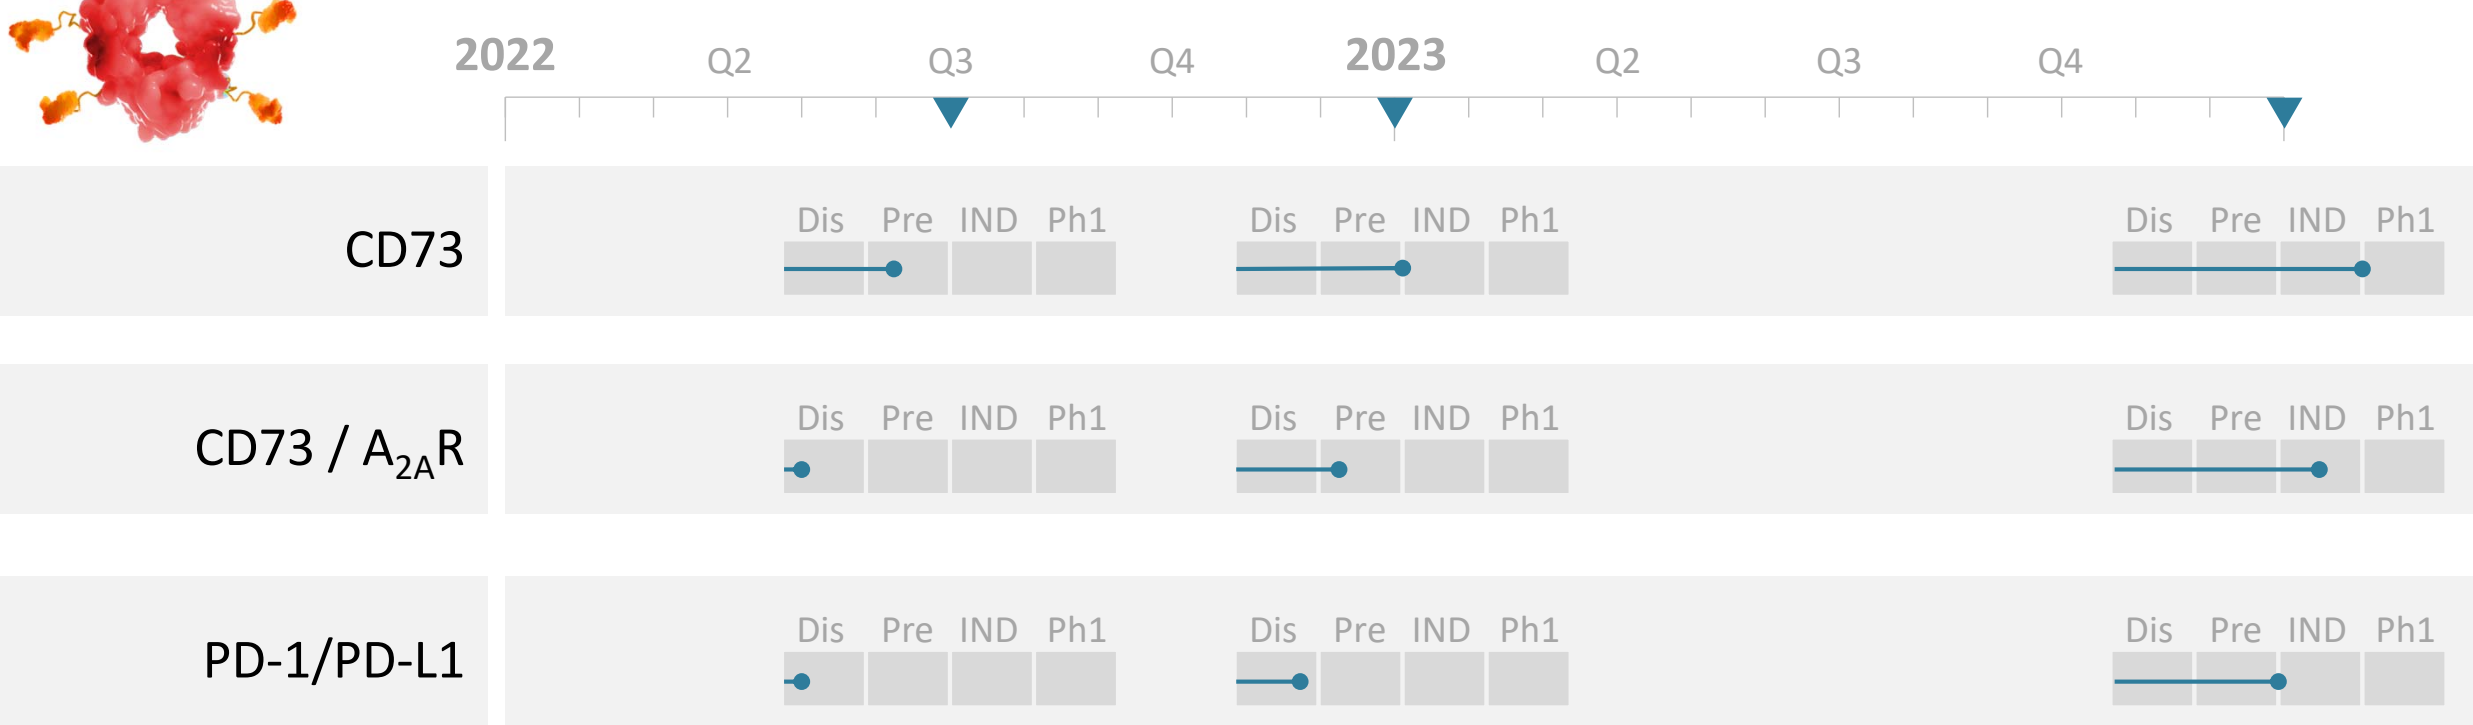 2022 Q2 Q3 Q4 2023 Q2 Q3 Q4
Dis Pre IND Ph1 Dis Pre IND Ph1 Dis Pre IND Ph1
CD73
Dis Pre IND Ph1 Dis Pre IND Ph1 Dis Pre IND Ph1
CD73 / A₂ₐR
Dis Pre IND Ph1 Dis Pre IND Ph1 Dis Pre IND Ph1
PD-1/PD-L1